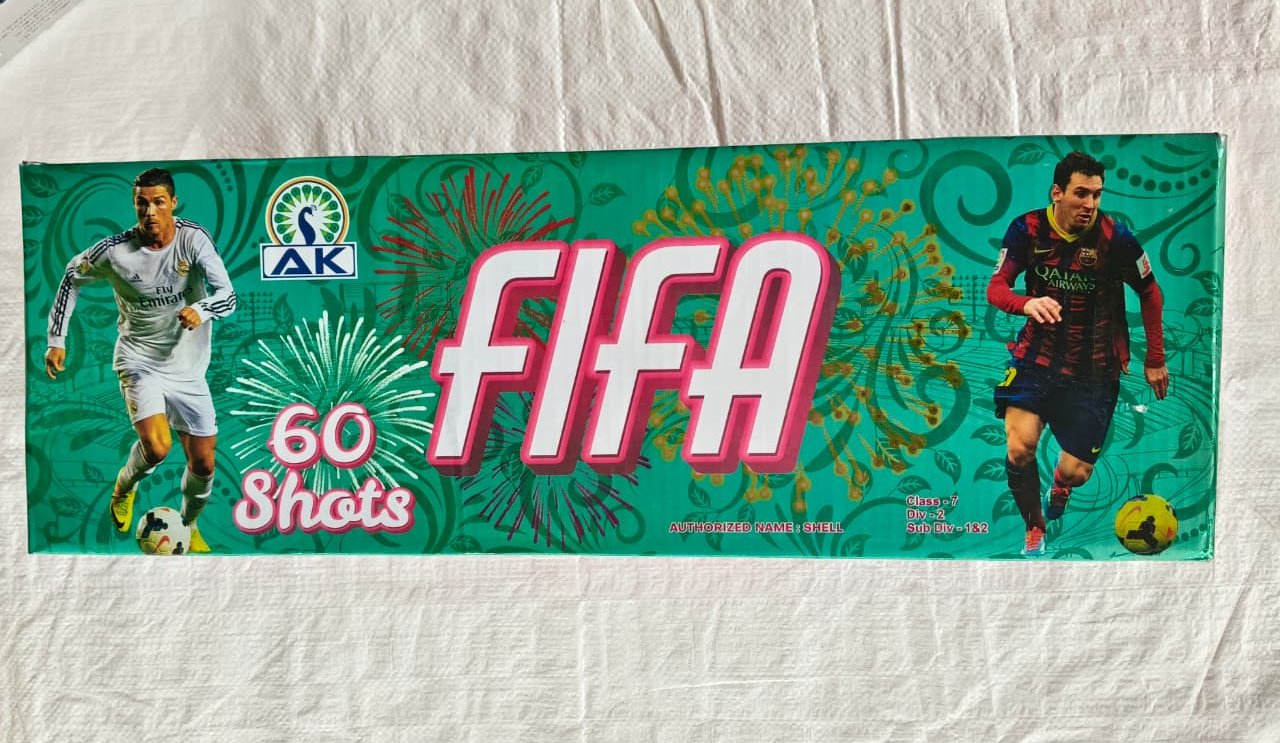 AK
FIFA
60
Shots
Fly
Emirates
QATAR
AIRWAYS
AUTHORIZED NAME : SHELL
Class - 7
Div - 2
Sub Div - 1&2